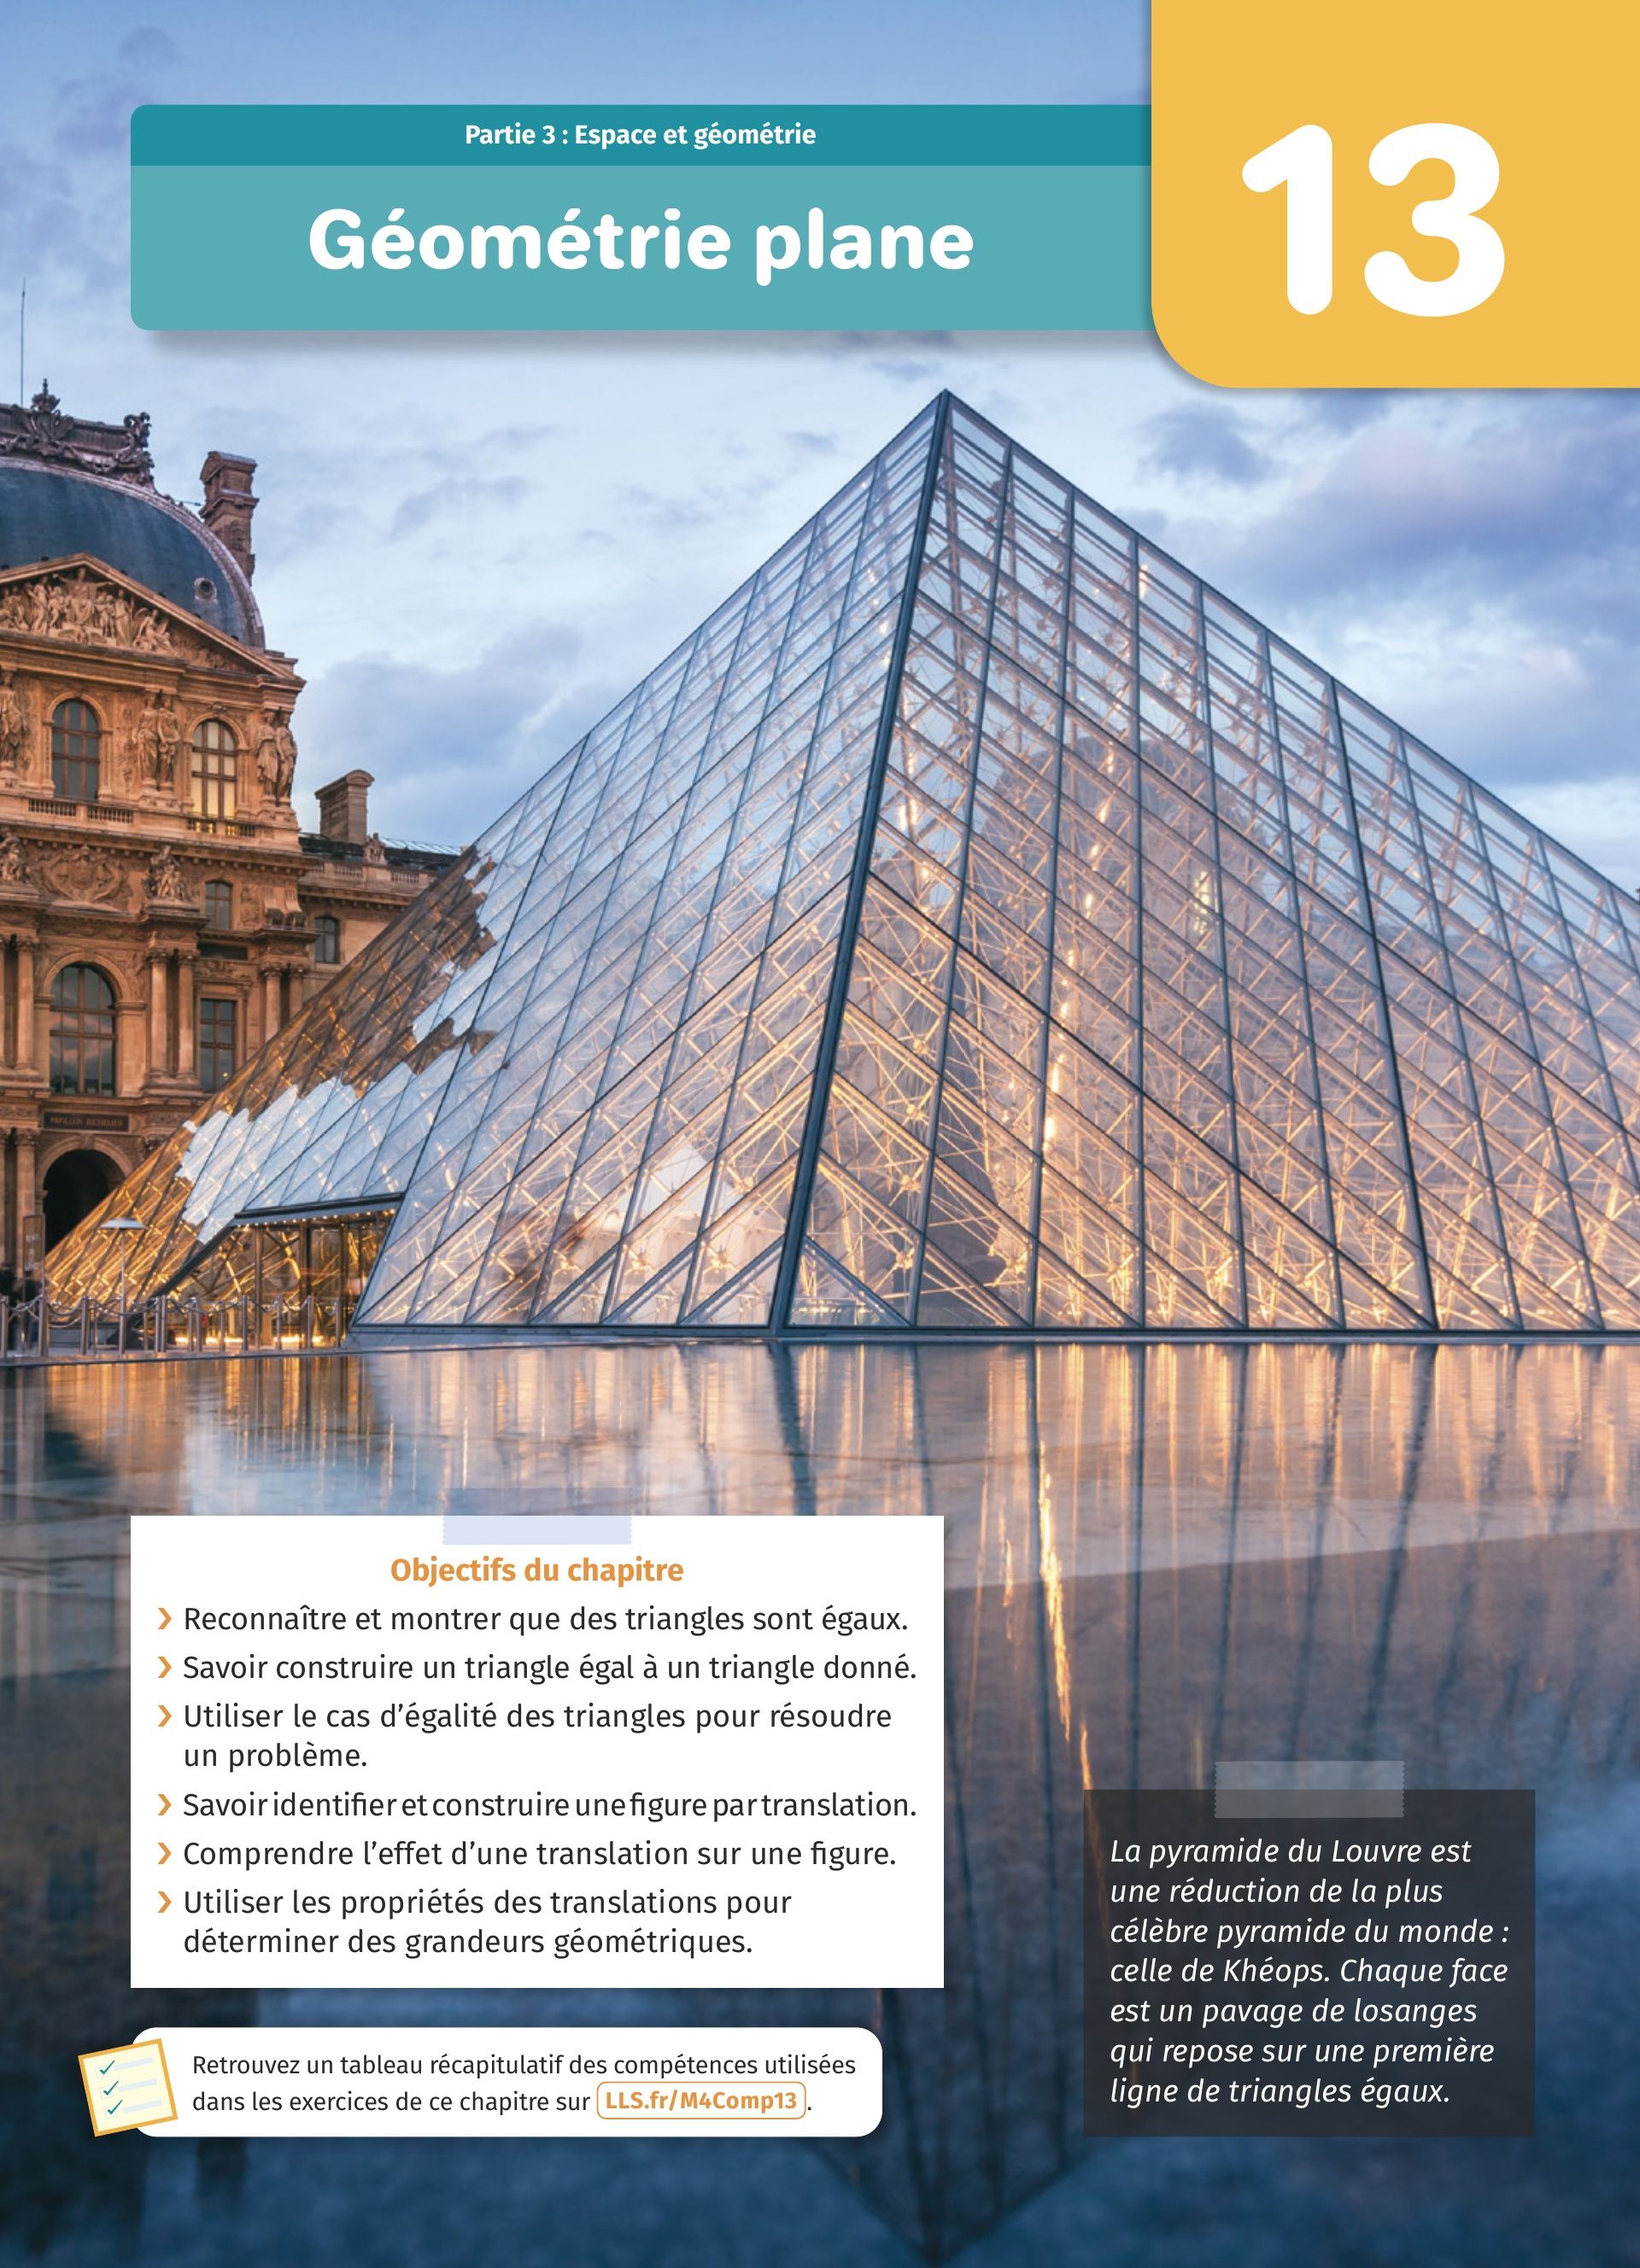 Partie 3 : Espace et géométrie
Géométrie plane
13
Objectifs du chapitre
› Reconnaître et montrer que des triangles sont égaux.
› Savoir construire un triangle égal à un triangle donné.
› Utiliser le cas d’égalité des triangles pour résoudre
un problème.
› Savoir identifier et construire une figure par translation.
› Comprendre l’effet d’une translation sur une figure.
› Utiliser les propriétés des translations pour
déterminer des grandeurs géométriques.
La pyramide du Louvre est
une réduction de la plus
célèbre pyramide du monde :
celle de Khéops. Chaque face
est un pavage de losanges
qui repose sur une première
ligne de triangles égaux.
Retrouvez un tableau récapitulatif des compétences utilisées
dans les exercices de ce chapitre sur LLS.fr/M4Comp13.